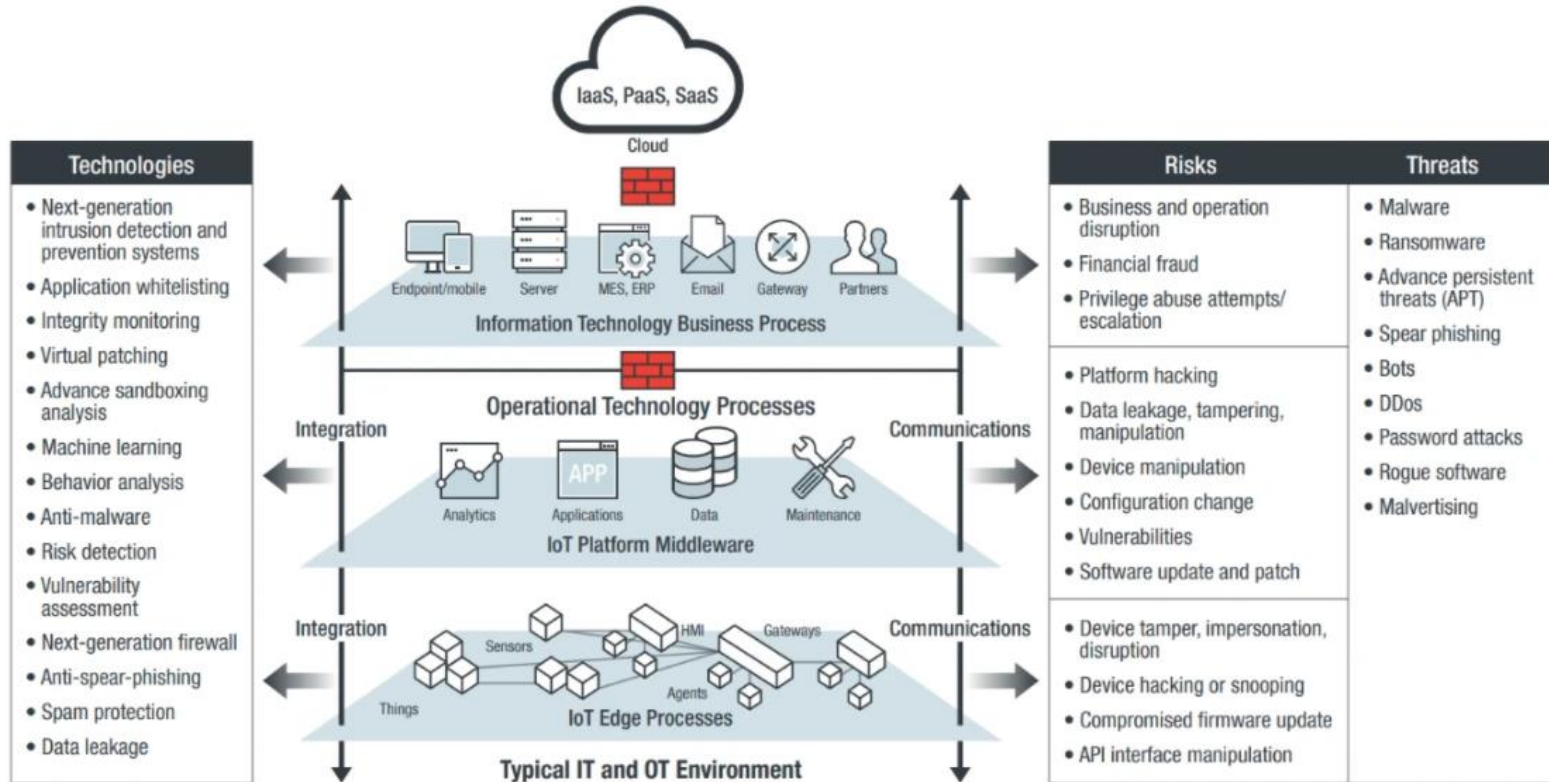 IaaS, PaaS, SaaS
Cloud
Technologies
• Next-generation
intrusion detection and
prevention systems
• Application whitelisting
• Integrity monitoring
• Virtual patching
• Advance sandboxing
analysis
• Machine learning
• Behavior analysis
• Anti-malware
• Risk detection
• Vulnerability
assessment
• Next-generation firewall
• Anti-spear-phishing
• Spam protection
• Data leakage
Endpoint/mobile
Server
MES, ERP
Email
Gateway
Partners
Information Technology Business Process
Operational Technology Processes
Integration
Communications
APP
Analytics
Applications
Data
Maintenance
IoT Platform Middleware
Integration
Communications
Sensors
HMI
Gateways
Things
Agents
IoT Edge Processes
Typical IT and OT Environment
Risks
• Business and operation
disruption
• Financial fraud
• Privilege abuse attempts/
escalation
• Platform hacking
• Data leakage, tampering,
manipulation
• Device manipulation
• Configuration change
• Vulnerabilities
• Software update and patch
• Device tamper, impersonation,
disruption
• Device hacking or snooping
• Compromised firmware update
• API interface manipulation
Threats
• Malware
• Ransomware
• Advance persistent
threats (APT)
• Spear phishing
• Bots
• DDos
• Password attacks
• Rogue software
• Malvertising